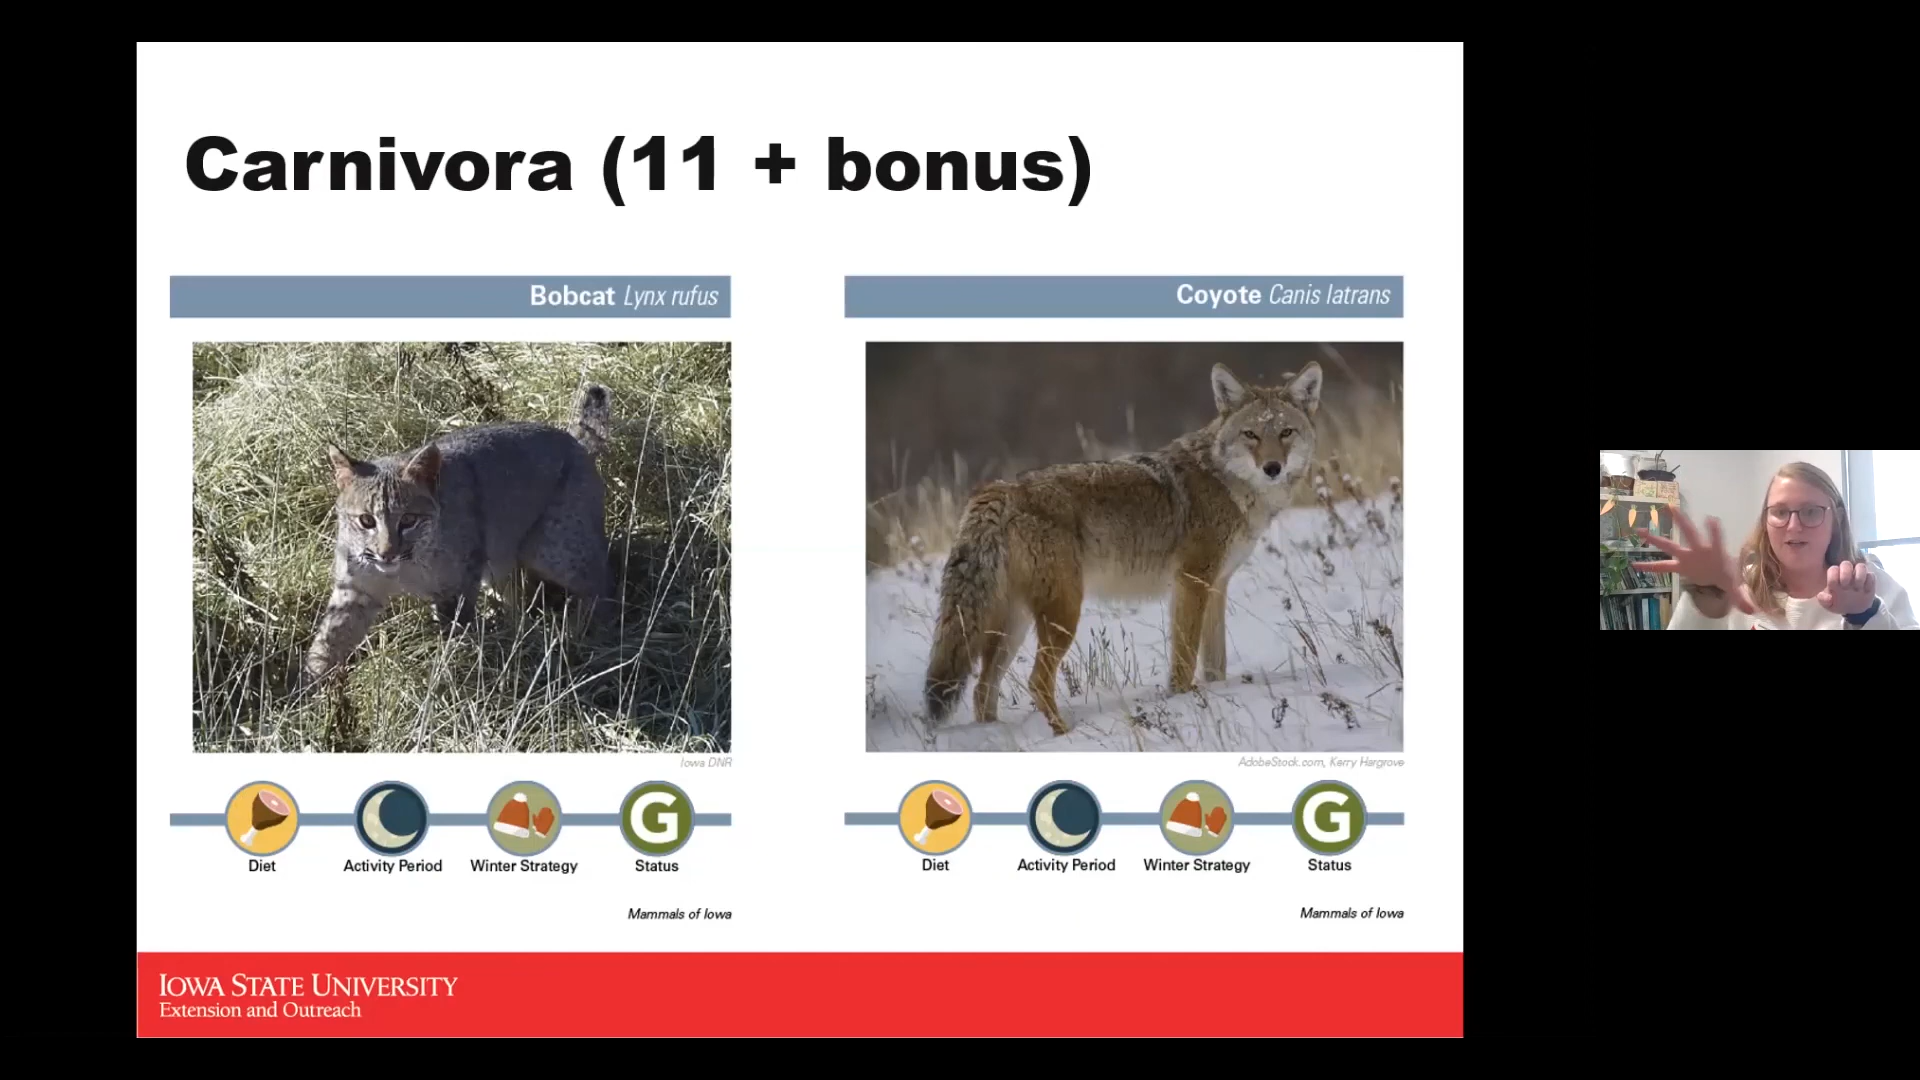 Carnivora (11 + bonus)
Bobcat Lynx rufus
Iowa DNR
Diet
Activity Period
Winter Strategy
G
Status
Mammals of Iowa
Coyote Canis latrans
AdobeStock.com, Kerry Hargrove
Diet
Activity Period
Winter Strategy
G
Status
Mammals of Iowa
IOWA STATE UNIVERSITY
Extension and Outreach